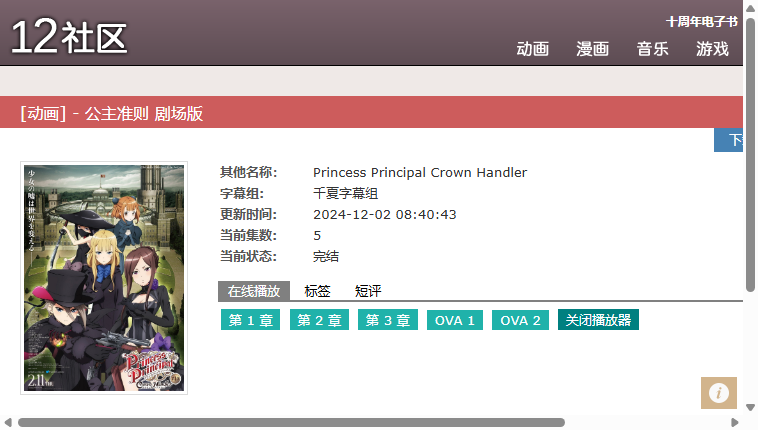 12社区
十周年电子书
动画 漫画 音乐 游戏
[动画] - 公主准则 剧场版
下
其他名称: Princess Principal Crown Handler
字幕组: 千夏字幕组
更新时间: 2024-12-02 08:40:43
当前集数: 5
当前状态: 完结
在线播放 标签 短评
第 1 章 第 2 章 第 3 章 OVA 1 OVA 2 关闭播放器
少女の嘘は世界を変える
Princess Principal
2.11
i